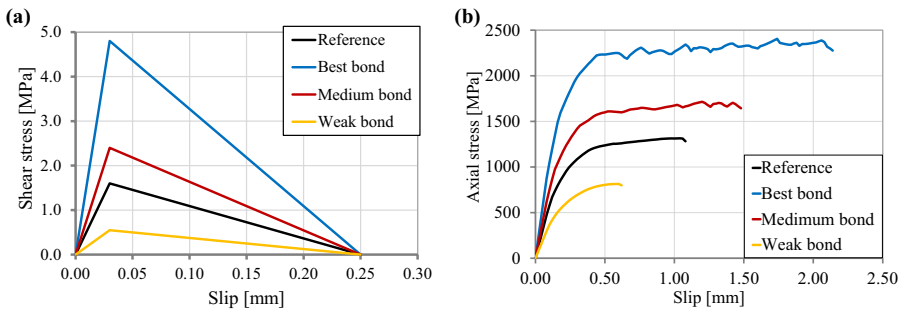 (a)
Shear stress [MPa]
5.0
4.0
3.0
2.0
1.0
0.0
0.00 0.05 0.10 0.15 0.20 0.25 0.30
Slip [mm]
Reference
Best bond
Medium bond
Weak bond
(b)
Axial stress [MPa]
2500
2000
1500
1000
500
0
0.00 0.50 1.00 1.50 2.00 2.50
Slip [mm]
Reference
Best bond
Medimum bond
Weak bond